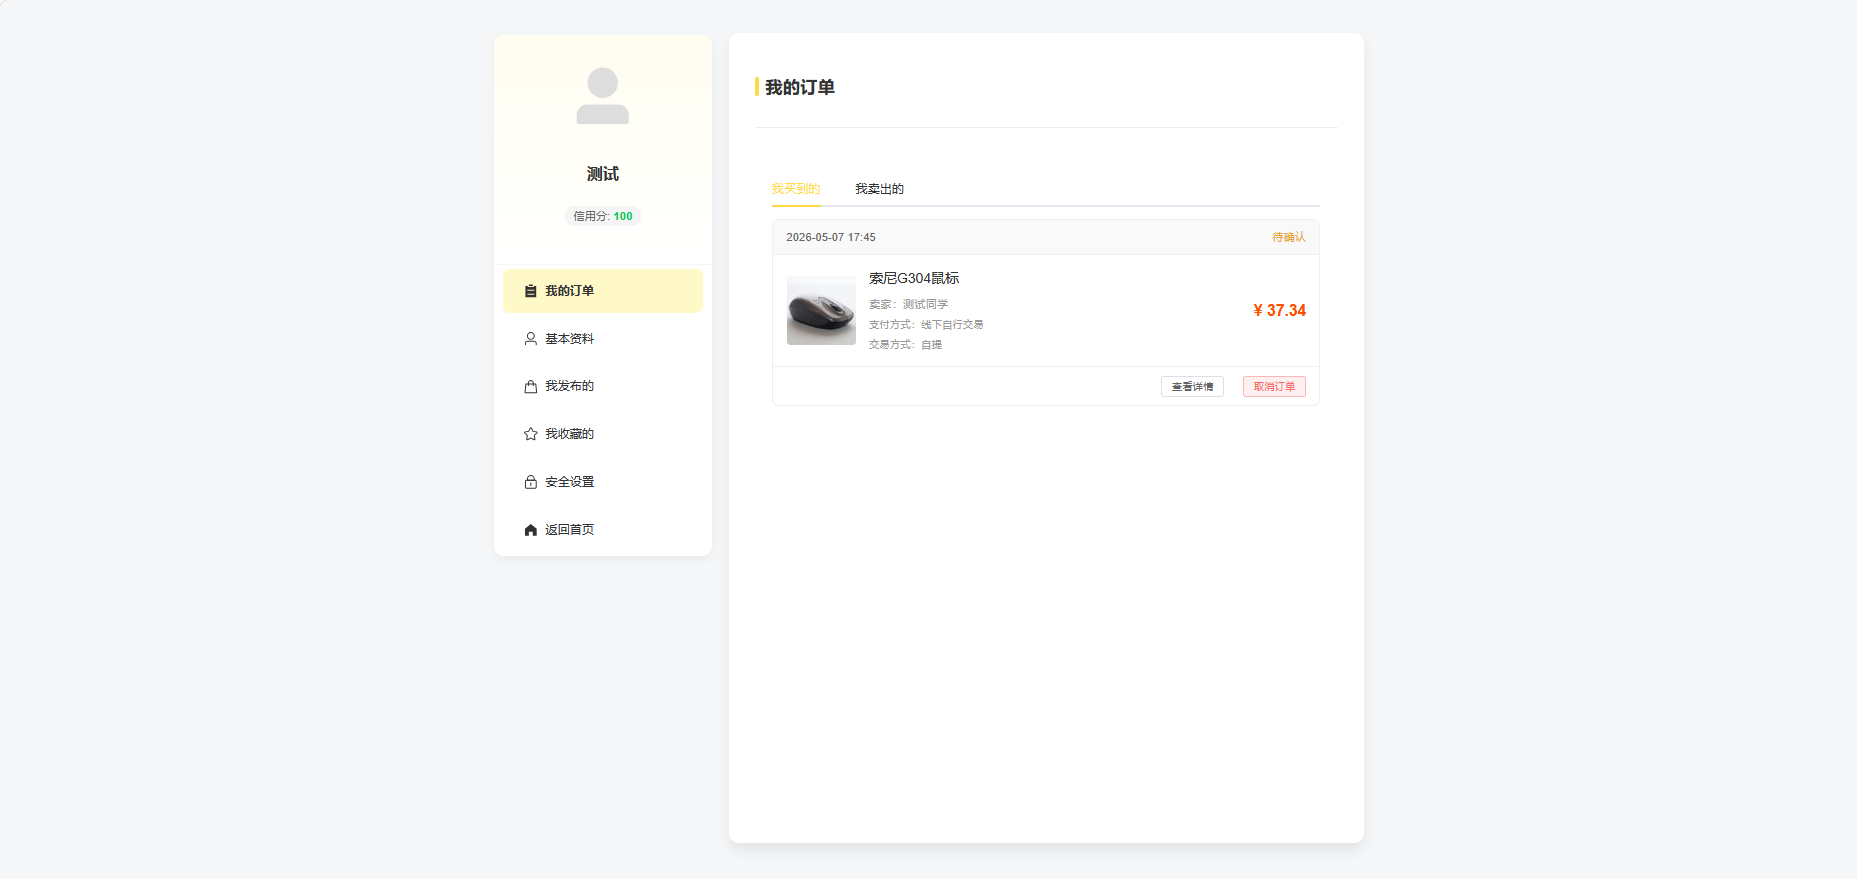 测试
信用分: 100
我的订单
基本资料
我发布的
我收藏的
安全设置
返回首页
我的订单
我买到的 我卖出的
2026-05-07 17:45 待确认
索尼G304鼠标
卖家：测试同学
支付方式：线下自行交易
交易方式：自提
¥ 37.34
查看详情 取消订单